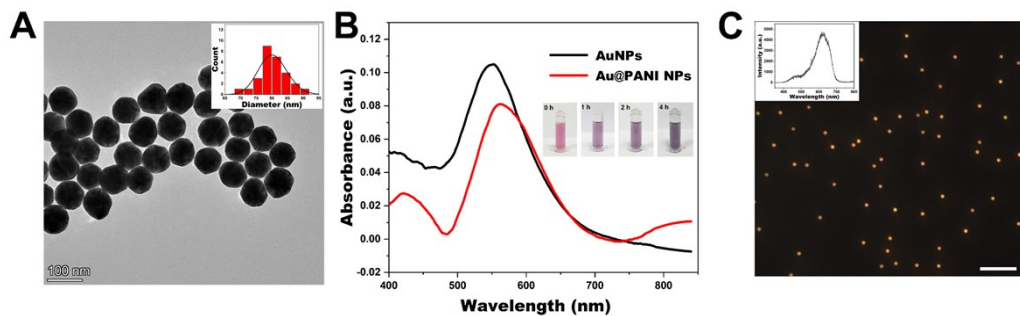 A
Count
Diameter (nm)
100 nm
B
AuNPs
Au@PANI NPs
0 h
1 h
2 h
4 h
0.12
0.10
0.08
0.06
0.04
0.02
0.00
-0.02
400
500
600
700
800
900
Absorbance (a.u.)
Wavelength (nm)
C
Intensity (a.u.)
Wavelength (nm)